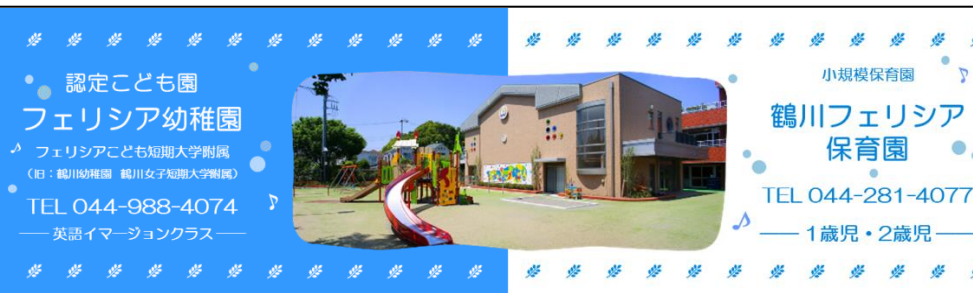 認定こども園
フェリシア幼稚園
フェリシアこども短期大学附属
（旧：鶴川幼稚園 鶴川女子短期大学附属）
TEL 044-988-4074
英語イマージョンクラス
小規模保育園
鶴川フェリシア
保育園
TEL 044-281-4077
1歳児・2歳児